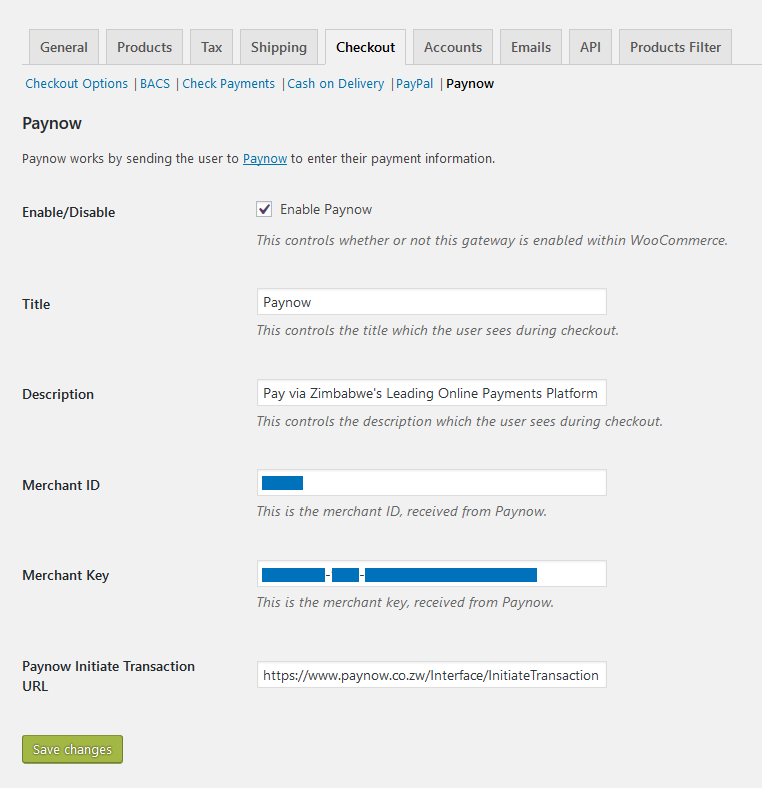 General Products Tax Shipping Checkout Accounts Emails API Products Filter
Checkout Options | BACS | Check Payments | Cash on Delivery | PayPal | Paynow
Paynow
Paynow works by sending the user to Paynow to enter their payment information.
Enable/Disable
Enable Paynow
This controls whether or not this gateway is enabled within WooCommerce.
Title
Paynow
This controls the title which the user sees during checkout.
Description
Pay via Zimbabwe's Leading Online Payments Platform
This controls the description which the user sees during checkout.
Merchant ID
This is the merchant ID, received from Paynow.
Merchant Key
- -
This is the merchant key, received from Paynow.
Paynow Initiate Transaction
URL
https://www.paynow.co.zw/Interface/InitiateTransaction
Save changes